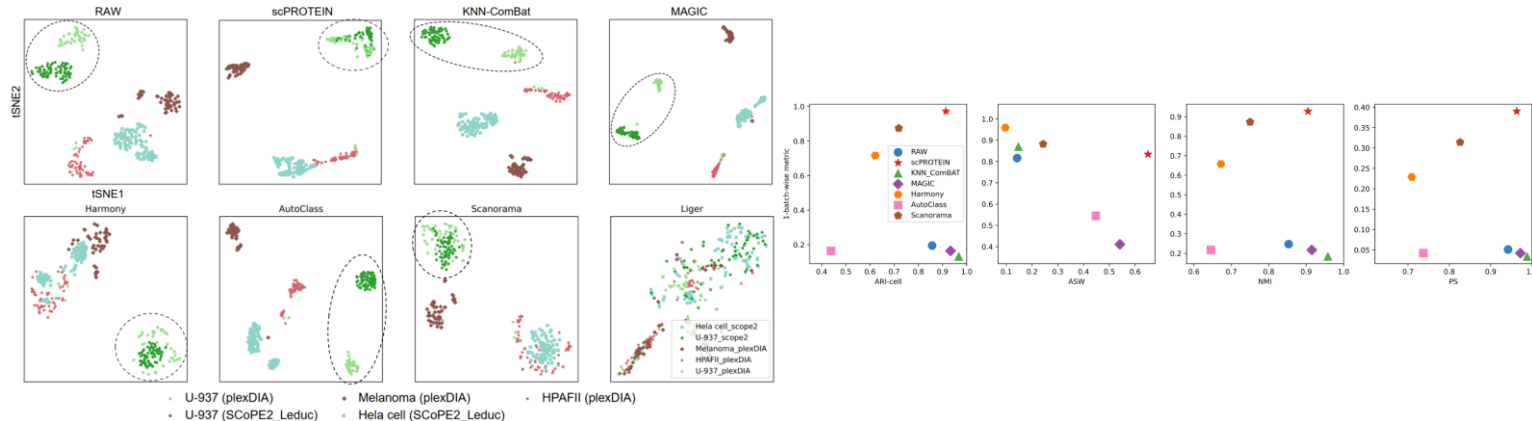 RAW
scPROTEIN
KNN-ComBat
MAGIC
tSNE2
tSNE1
Harmony
AutoClass
Scanorama
Liger
Hela cell_scope2
U-937_scope2
Melanoma_plexDIA
HPAFII_plexDIA
U-937_plexDIA
U-937 (plexDIA)
Melanoma (plexDIA)
HPAFII (plexDIA)
U-937 (SCoPE2_Leduc)
Hela cell (SCoPE2_Leduc)
1-batch-wise metric
1.0
0.8
0.6
0.4
0.2
0.4 0.5 0.6 0.7 0.8 0.9 1.0
ARI-cell
RAW
scPROTEIN
KNN_ComBAT
MAGIC
Harmony
AutoClass
Scanorama
1.0
0.9
0.8
0.7
0.6
0.5
0.4
0.1 0.2 0.3 0.4 0.5 0.6
ASW
0.9
0.8
0.7
0.6
0.5
0.4
0.3
0.2
0.6 0.7 0.8 0.9 1.0
NMI
0.40
0.35
0.30
0.25
0.20
0.15
0.10
0.05
0.7 0.8 0.9
PS